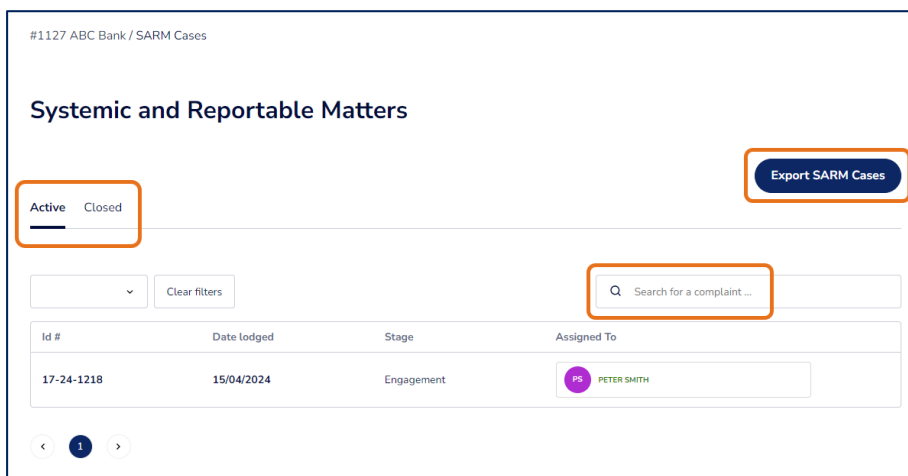 #1127 ABC Bank / SARM Cases
Systemic and Reportable Matters
Export SARM Cases
Active Closed
Clear filters Search for a complaint ...
Id # Date lodged Stage Assigned To
17-24-1218 15/04/2024 Engagement PS PETER SMITH
1